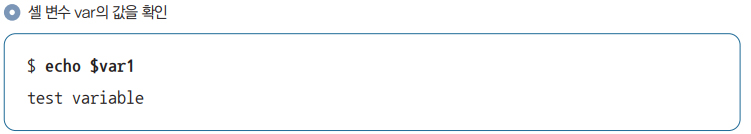 셸 변수 var의 값을 확인
$ echo $var1
test variable